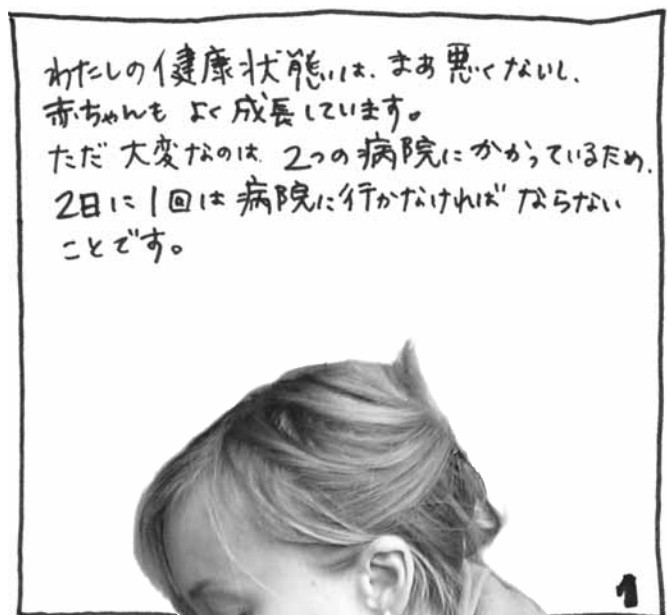 わたしの健康状態は、まあ悪くないし、
赤ちゃんも よく成長しています。
ただ 大変なのは、2つの病院にかかっているため、
2日に1回は病院に行かなければ ならない
ことです。
1